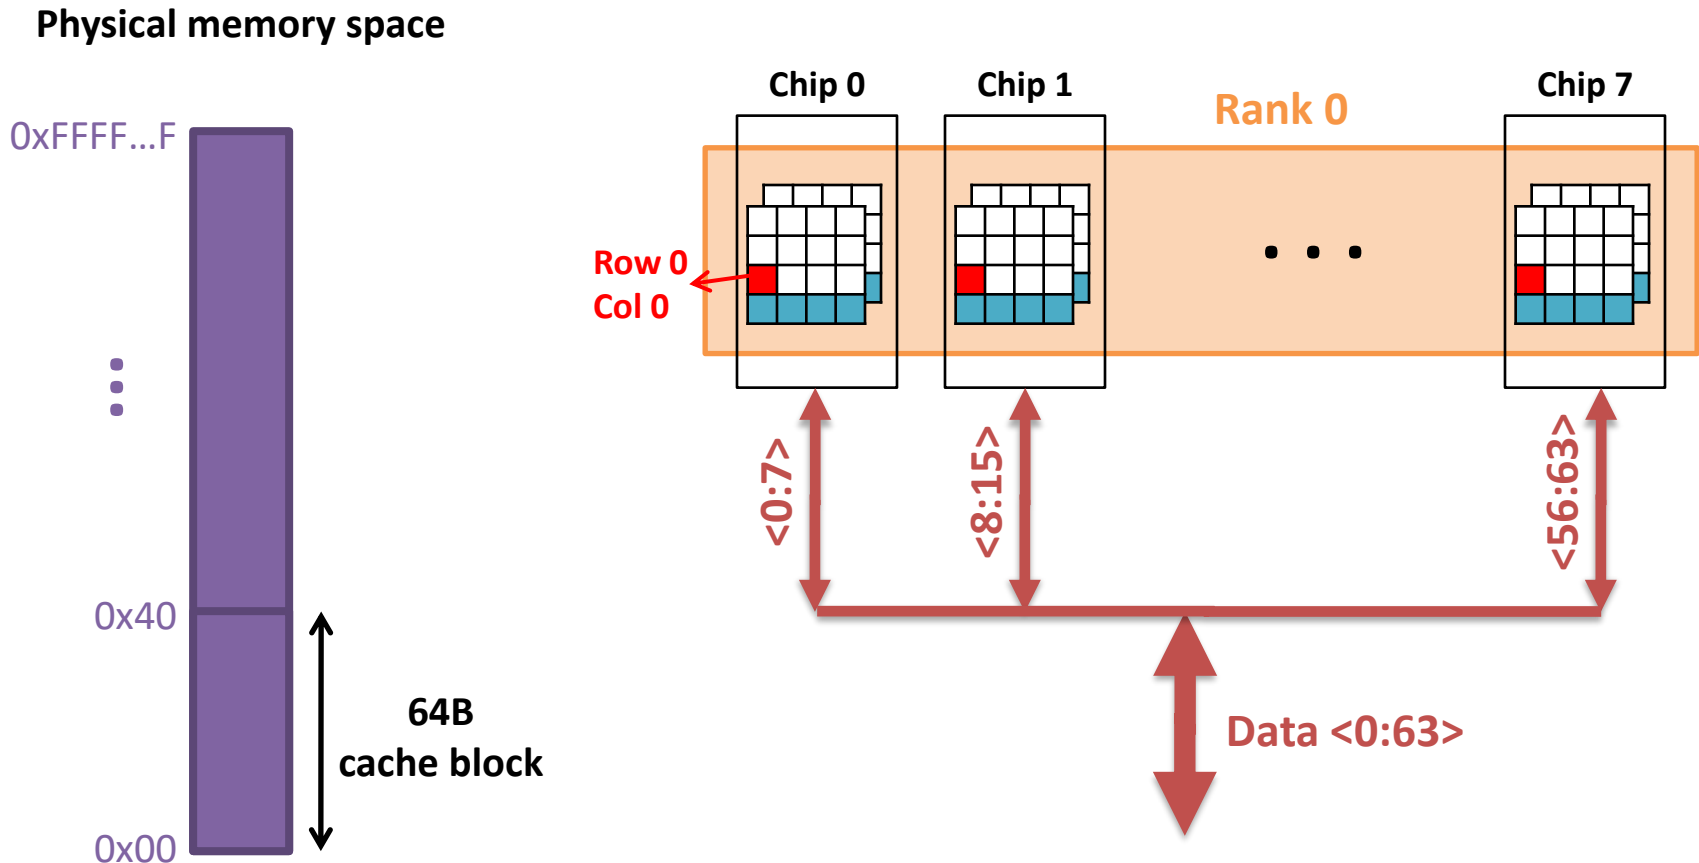 Physical memory space
0xFFFF...F
0x40
0x00
64B
cache block
Chip 0
Chip 1
Rank 0
Chip 7
Row 0
Col 0
. . .
<0:7>
<8:15>
<56:63>
Data <0:63>